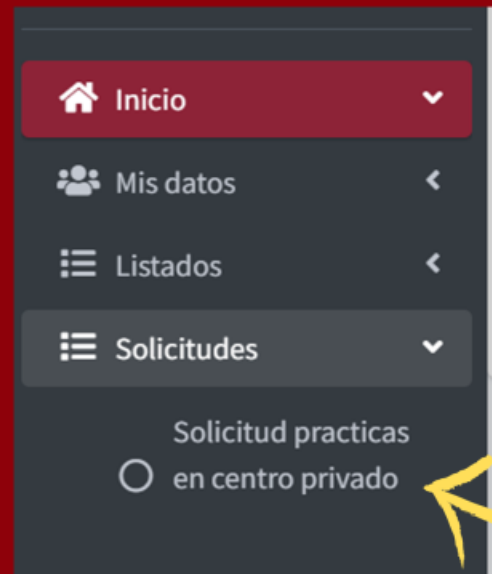 Inicio
Mis datos
Listados
Solicitudes
Solicitud practicas
en centro privado